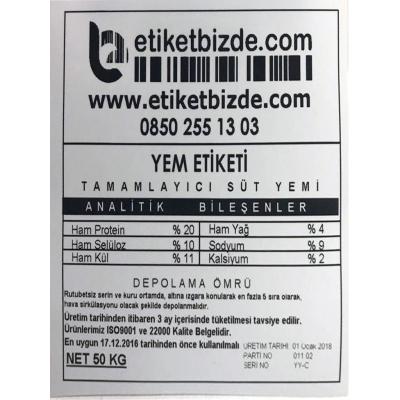 etiketbizde.com
www.etiketbizde.com
0850 255 13 03
YEM ETİKETİ
TAMAMLAYICI SÜT YEMİ
ANALİTİK BİLEŞENLER
Ham Protein % 20 Ham Yağ % 4
Ham Selüloz % 10 Sodyum % 9
Ham Kül % 11 Kalsiyum % 2
DEPOLAMA ÖMRÜ
Rutubetsiz serin ve kuru ortamda, altına ızgara konularak en fazla 5 sıra olarak,
hava sirkülasyonu olacak şekilde depolanmalıdır.
Üretim tarihinden itibaren 3 ay içerisinde tüketilmesi tavsiye edilir.
Ürünlerimiz ISO9001 ve 22000 Kalite Belgelidir.
En uygun 17.12.2016 tarihinden önce kullanılmalı
NET 50 KG
ÜRETİM TARİHİ 01 Ocak 2018
PARTİ NO 011 02
SERİ NO YY-C